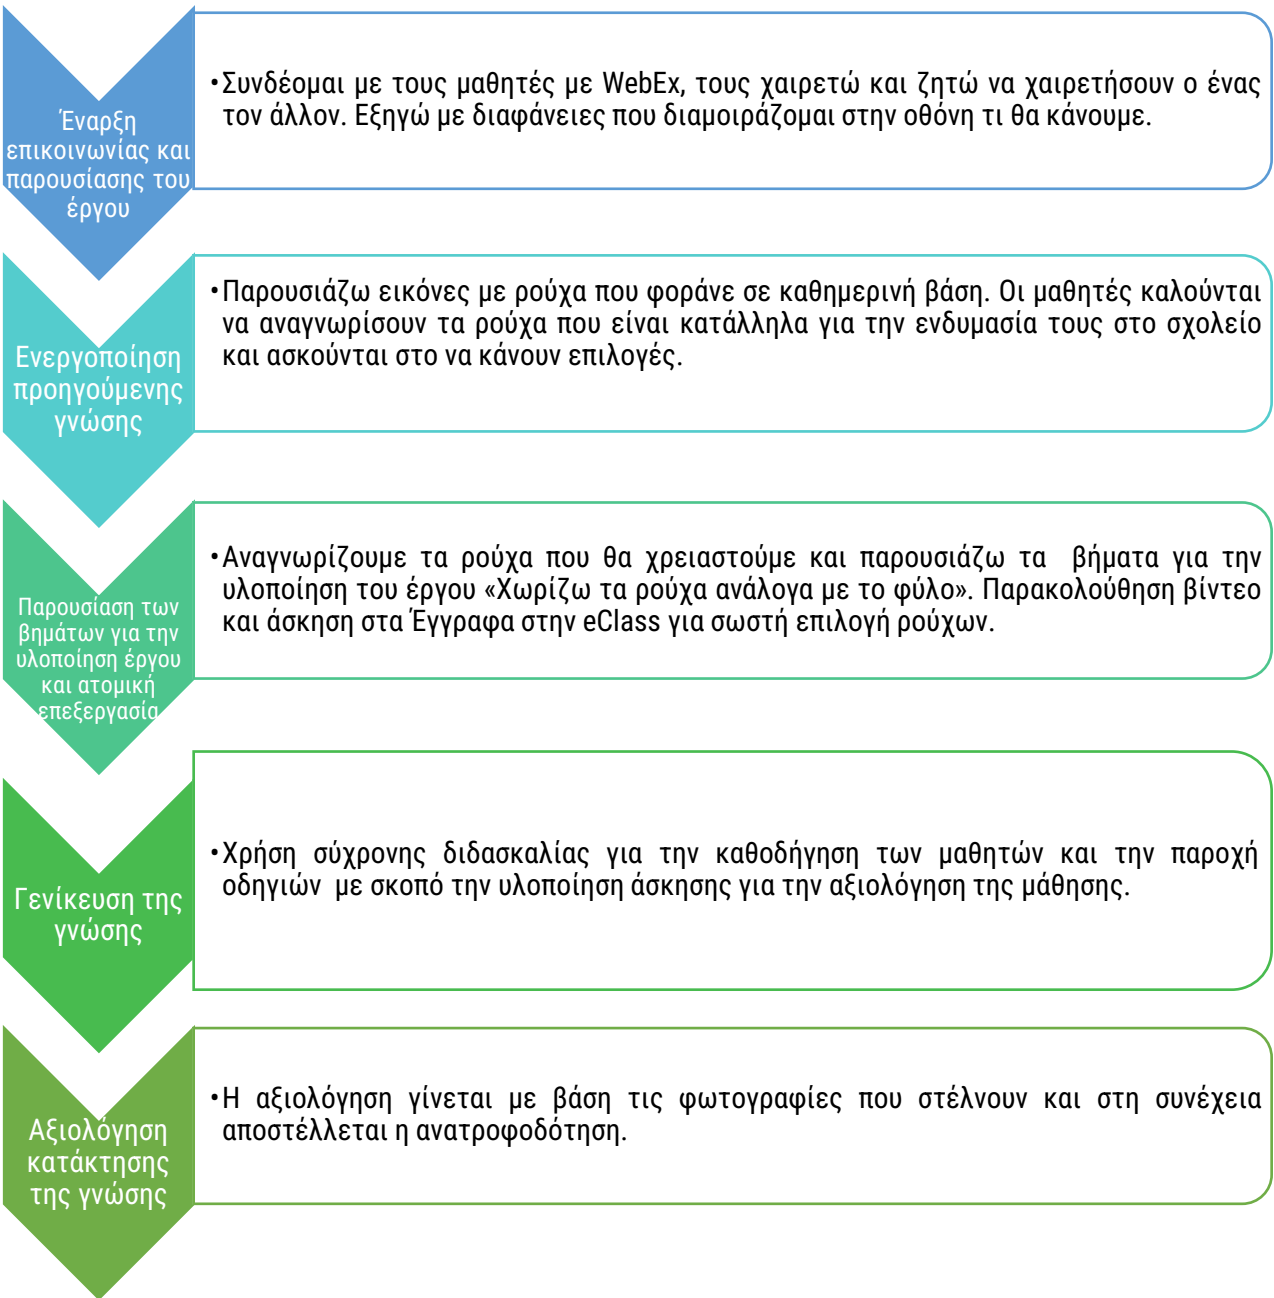 Έναρξη
επικοινωνίας και
παρουσίασης του
έργου
•Συνδέομαι με τους μαθητές με WebEx, τους χαιρετώ και ζητώ να χαιρετήσουν ο ένας
τον άλλον. Εξηγώ με διαφάνειες που διαμοιράζομαι στην οθόνη τι θα κάνουμε.
Ενεργοποίηση
προηγούμενης
γνώσης
•Παρουσιάζω εικόνες με ρούχα που φοράνε σε καθημερινή βάση. Οι μαθητές καλούνται
να αναγνωρίσουν τα ρούχα που είναι κατάλληλα για την ενδυμασία τους στο σχολείο
και ασκούνται στο να κάνουν επιλογές.
Παρουσίαση των
βημάτων για την
υλοποίηση έργου
και ατομική
επεξεργασία
•Αναγνωρίζουμε τα ρούχα που θα χρειαστούμε και παρουσιάζω τα βήματα για την
υλοποίηση του έργου «Χωρίζω τα ρούχα ανάλογα με το φύλο». Παρακολούθηση βίντεο
και άσκηση στα Έγγραφα στην eClass για σωστή επιλογή ρούχων.
Γενίκευση της
γνώσης
•Χρήση σύχρονης διδασκαλίας για την καθοδήγηση των μαθητών και την παροχή
οδηγιών με σκοπό την υλοποίηση άσκησης για την αξιολόγηση της μάθησης.
Αξιολόγηση
κατάκτησης
της γνώσης
•Η αξιολόγηση γίνεται με βάση τις φωτογραφίες που στέλνουν και στη συνέχεια
αποστέλλεται η ανατροφοδότηση.